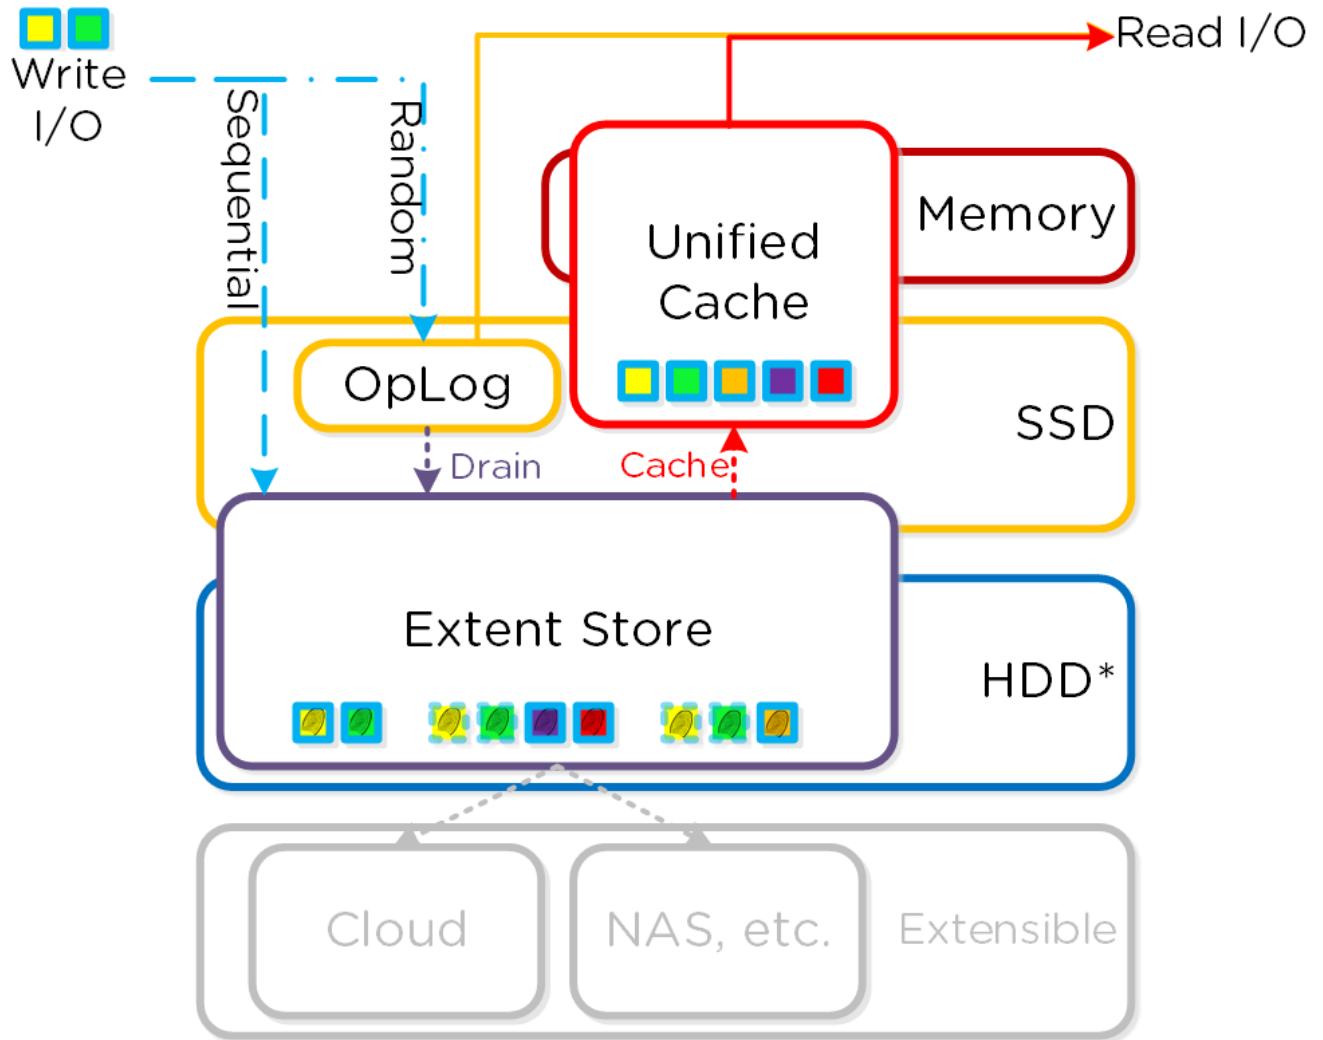 Write
I/O
Read I/O
Sequential
Random
Memory
Unified
Cache
OpLog
SSD
Drain
Cache
Extent Store
HDD*
Cloud
NAS, etc.
Extensible